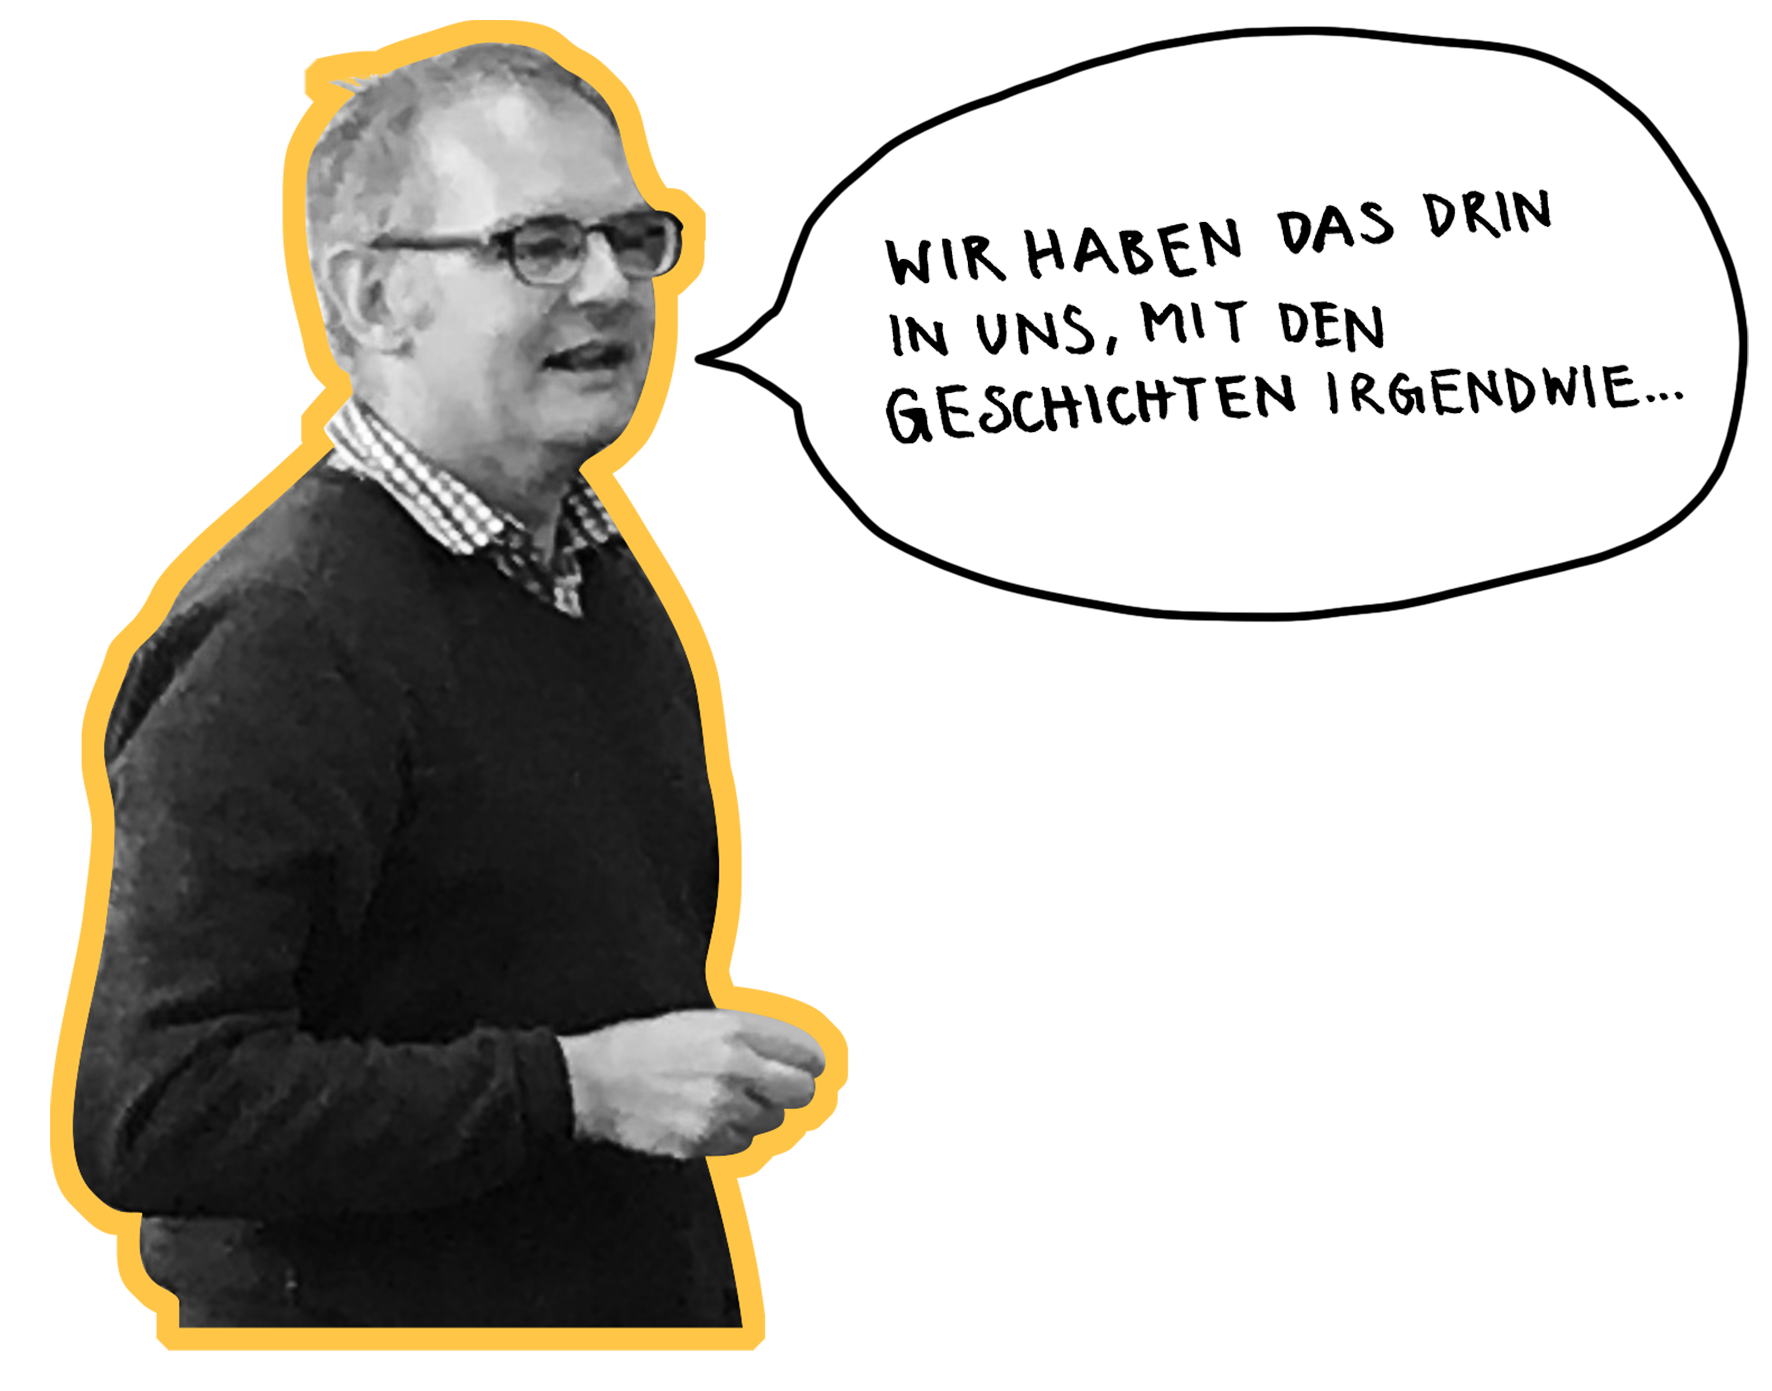 WIR HABEN DAS DRIN
IN UNS, MIT DEN
GESCHICHTEN IRGENDWIE...